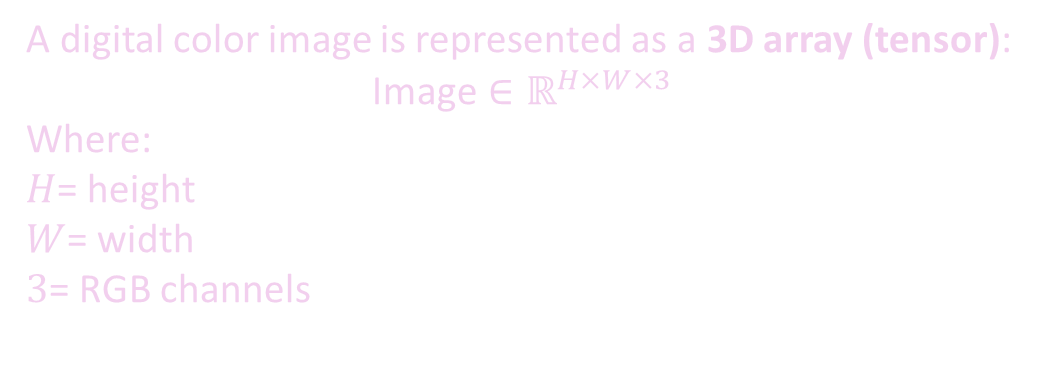 A digital color image is represented as a 3D array (tensor):
Image ∈ ℝ^{H×W×3}
Where:
H= height
W= width
3= RGB channels